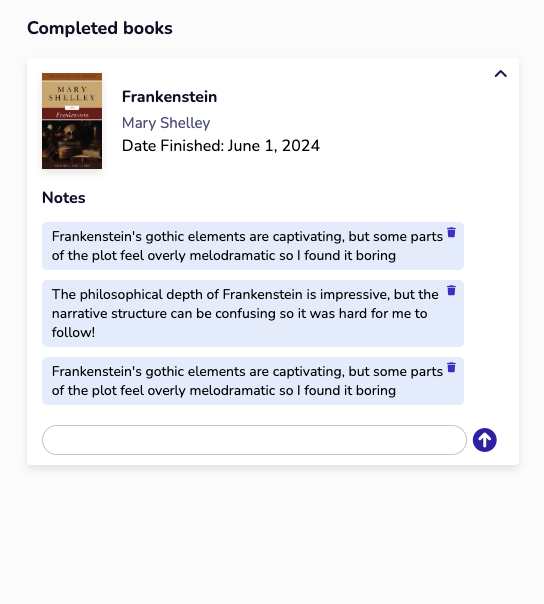 Completed books
MARY
SHELLEY
Frankenstein
Frankenstein
Mary Shelley
Date Finished: June 1, 2024
Notes
Frankenstein's gothic elements are captivating, but some parts
of the plot feel overly melodramatic so I found it boring
The philosophical depth of Frankenstein is impressive, but the
narrative structure can be confusing so it was hard for me to
follow!
Frankenstein's gothic elements are captivating, but some parts
of the plot feel overly melodramatic so I found it boring